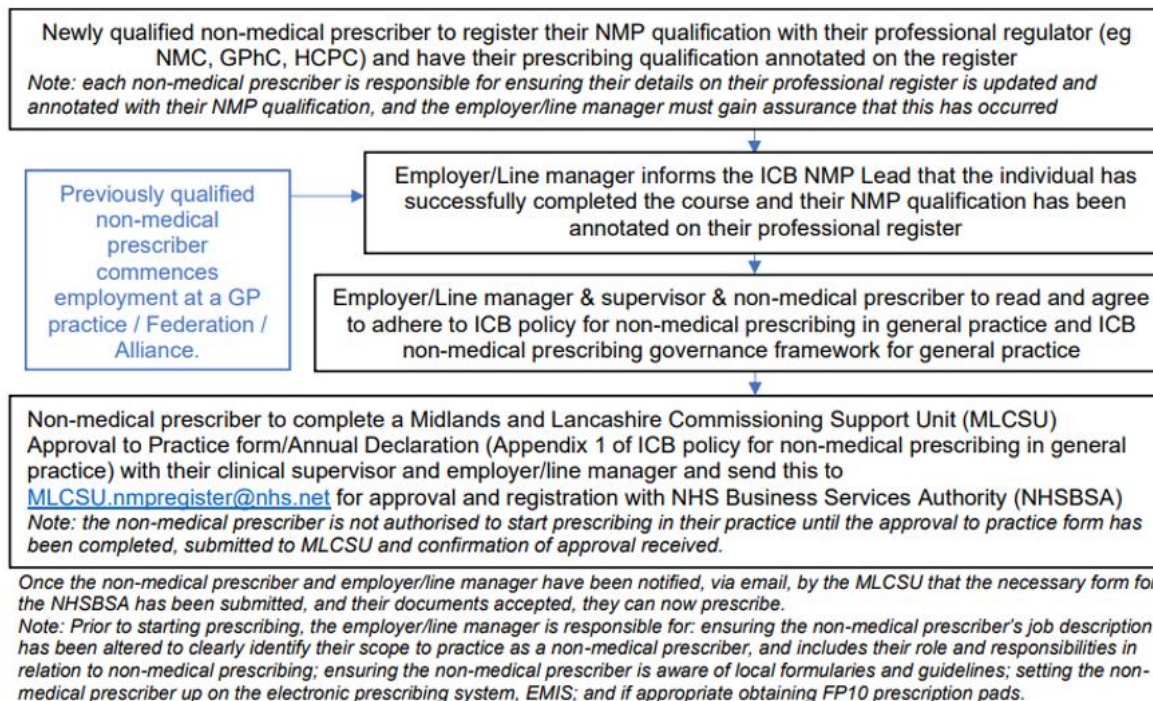 Newly qualified non-medical prescriber to register their NMP qualification with their professional regulator (eg
NMC, GPhC, HCPC) and have their prescribing qualification annotated on the register
Note: each non-medical prescriber is responsible for ensuring their details on their professional register is updated and
annotated with their NMP qualification, and the employer/line manager must gain assurance that this has occurred
Previously qualified
non-medical
prescriber
commences
employment at a GP
practice / Federation /
Alliance.
Employer/Line manager informs the ICB NMP Lead that the individual has
successfully completed the course and their NMP qualification has been
annotated on their professional register
Employer/Line manager & supervisor & non-medical prescriber to read and agree
to adhere to ICB policy for non-medical prescribing in general practice and ICB
non-medical prescribing governance framework for general practice
Non-medical prescriber to complete a Midlands and Lancashire Commissioning Support Unit (MLCSU)
Approval to Practice form/Annual Declaration (Appendix 1 of ICB policy for non-medical prescribing in general
practice) with their clinical supervisor and employer/line manager and send this to
MLCSU.nmpregister@nhs.net for approval and registration with NHS Business Services Authority (NHSBSA)
Note: the non-medical prescriber is not authorised to start prescribing in their practice until the approval to practice form has
been completed, submitted to MLCSU and confirmation of approval received.
Once the non-medical prescriber and employer/line manager have been notified, via email, by the MLCSU that the necessary form for
the NHSBSA has been submitted, and their documents accepted, they can now prescribe.
Note: Prior to starting prescribing, the employer/line manager is responsible for: ensuring the non-medical prescriber's job description
has been altered to clearly identify their scope to practice as a non-medical prescriber, and includes their role and responsibilities in
relation to non-medical prescribing; ensuring the non-medical prescriber is aware of local formularies and guidelines; setting the non-
medical prescriber up on the electronic prescribing system, EMIS; and if appropriate obtaining FP10 prescription pads.